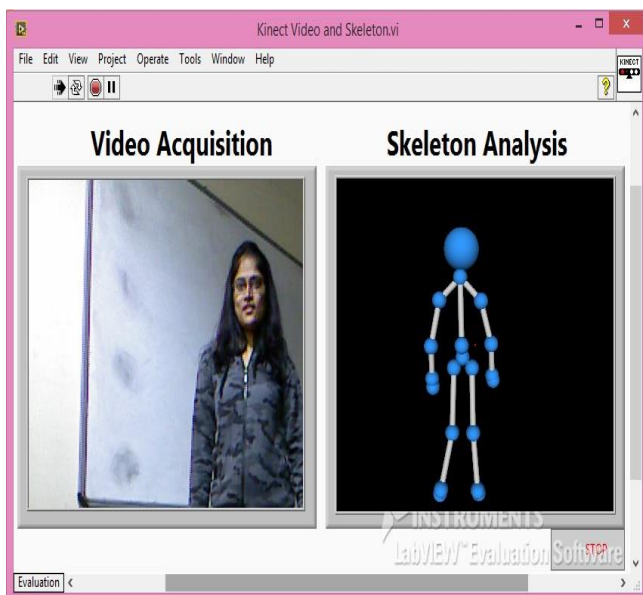 Kinect Video and Skeleton.vi
File Edit View Project Operate Tools Window Help
KINECT
Video Acquisition
Skeleton Analysis
INSTRUMENTS
LabVIEW™ Evaluation Software
STOP
Evaluation